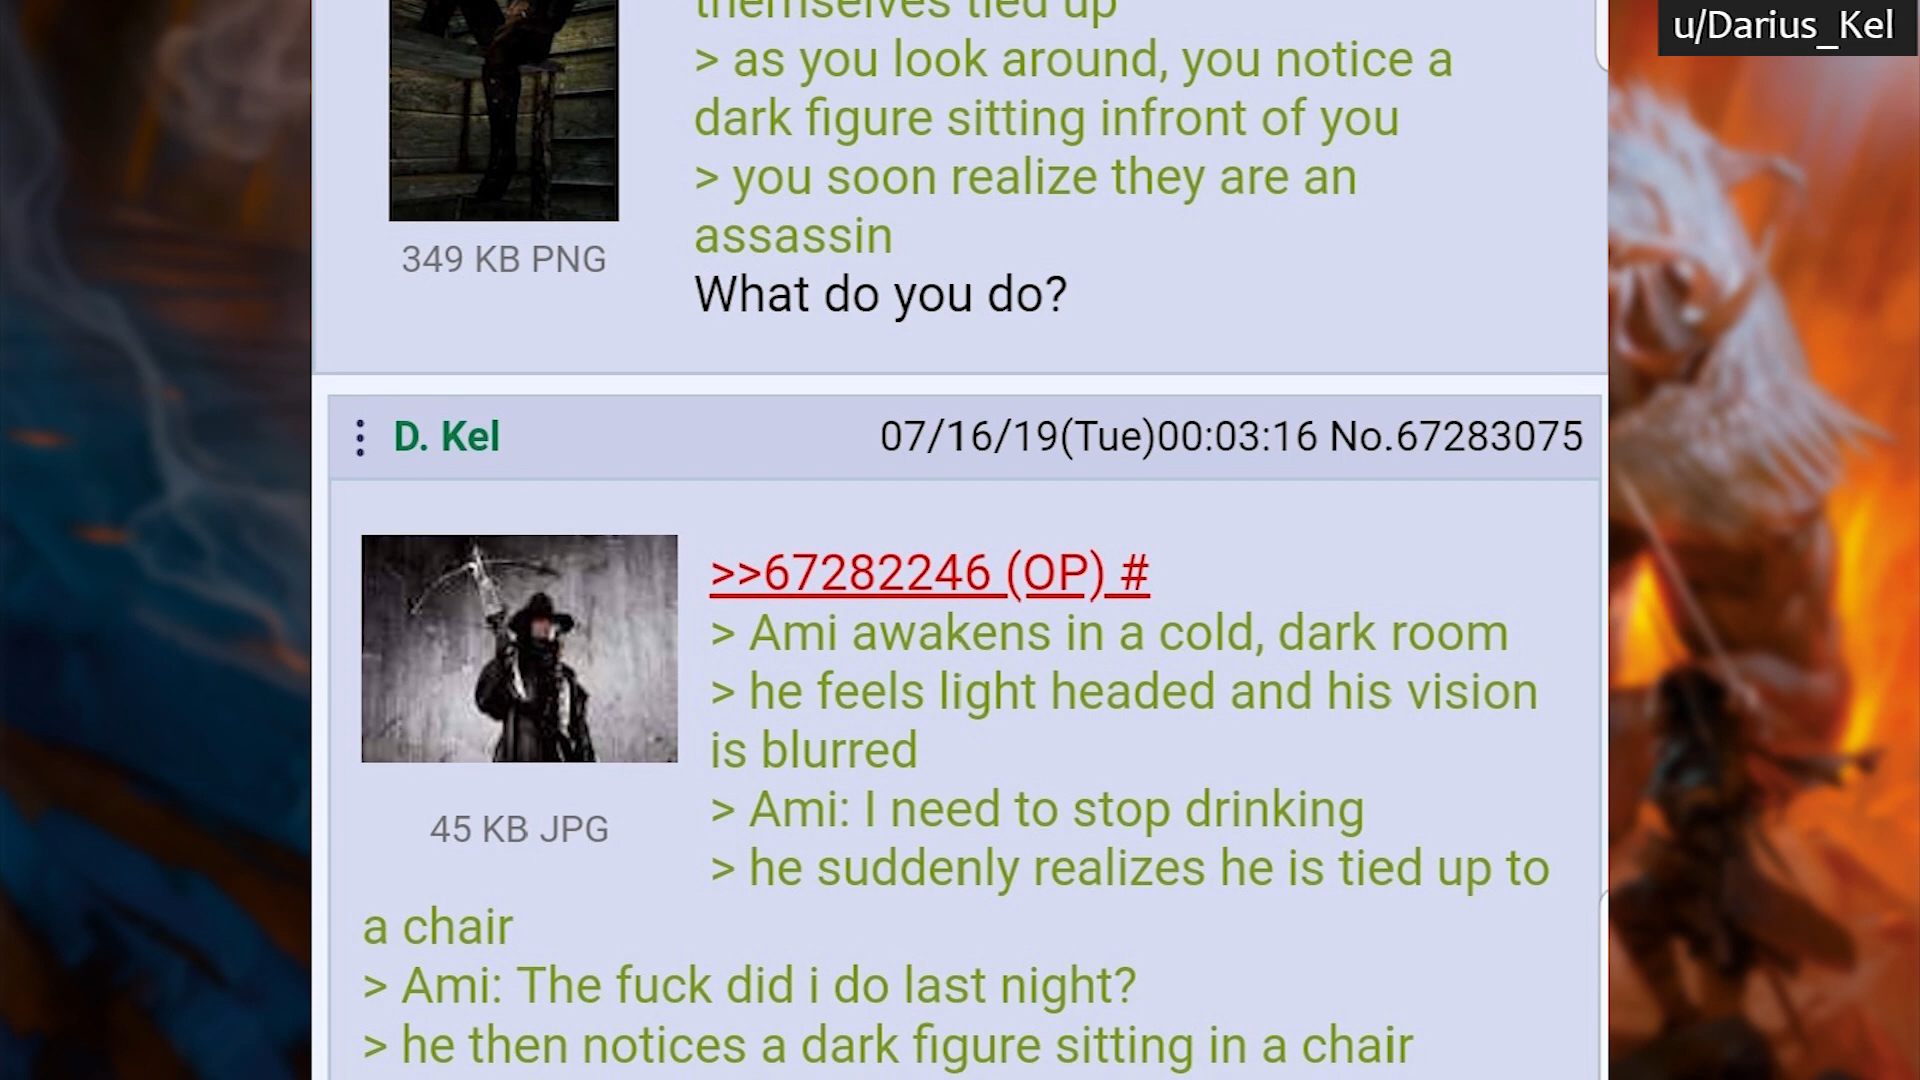 u/Darius_Kel
themselves tied up
> as you look around, you notice a
dark figure sitting infront of you
> you soon realize they are an
assassin
What do you do?
349 KB PNG
D. Kel
07/16/19(Tue)00:03:16 No.67283075
>>67282246 (OP) #
> Ami awakens in a cold, dark room
> he feels light headed and his vision
is blurred
> Ami: I need to stop drinking
> he suddenly realizes he is tied up to
a chair
45 KB JPG
> Ami: The fuck did i do last night?
> he then notices a dark figure sitting in a chair